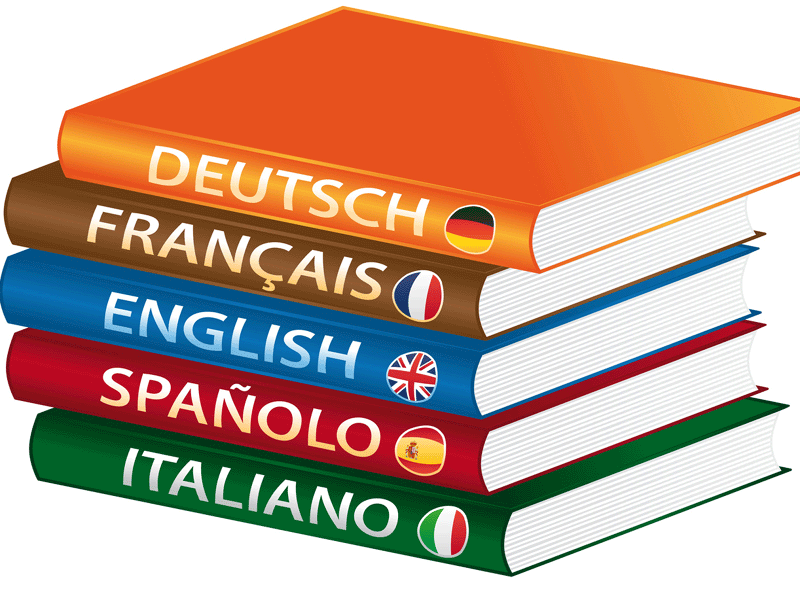 DEUTSCH
FRANÇAIS
ENGLISH
SPAÑOLO
ITALIANO